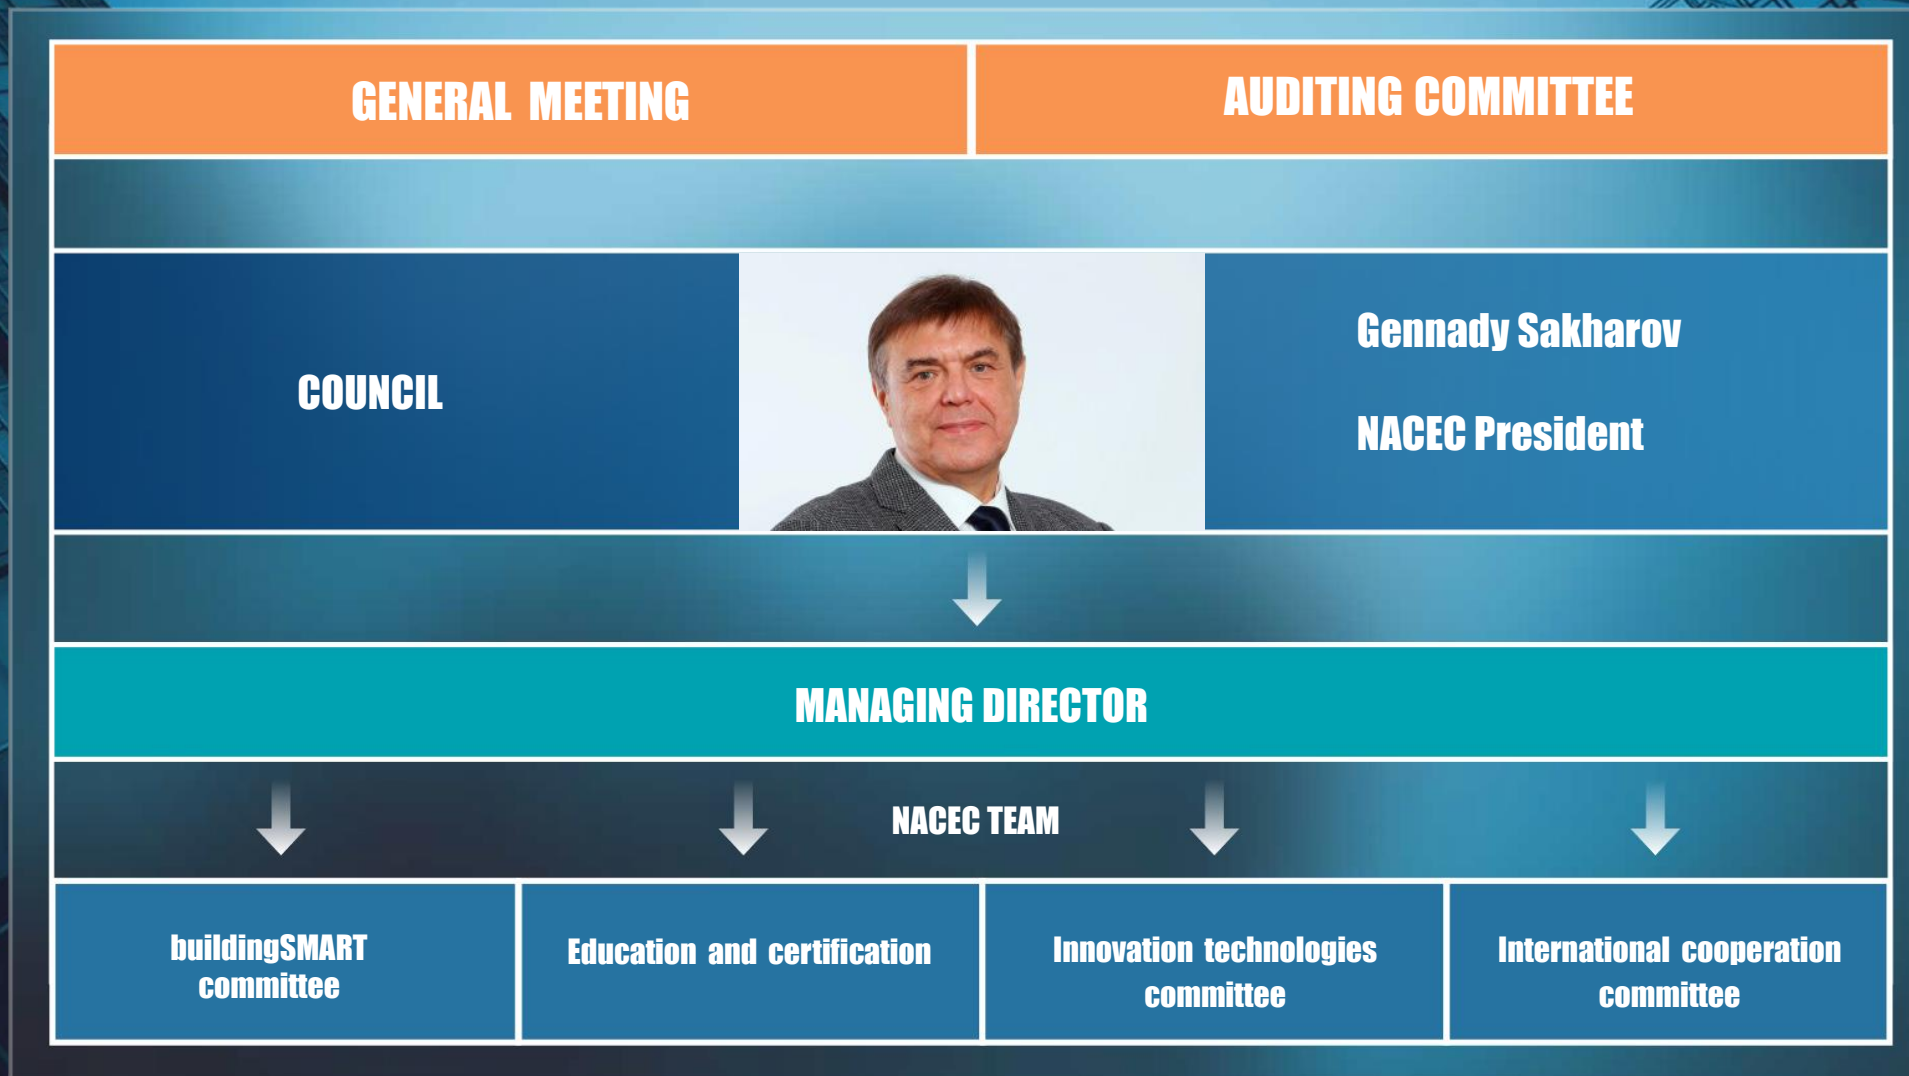 GENERAL MEETING
AUDITING COMMITTEE
COUNCIL
Gennady Sakharov
NACEC President
MANAGING DIRECTOR
NACEC TEAM
buildingSMART
committee
Education and certification
Innovation technologies
committee
International cooperation
committee